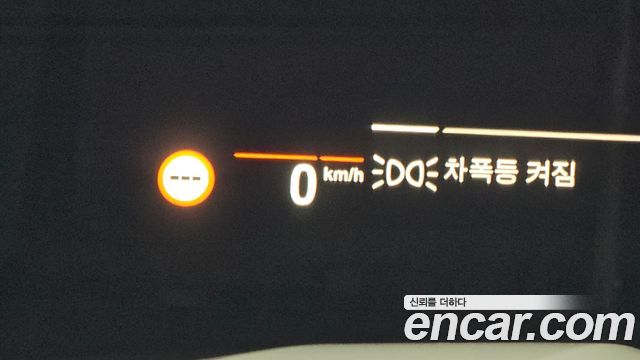 ---
0 km/h
차폭등 켜짐
신뢰를 더하다
encar.com